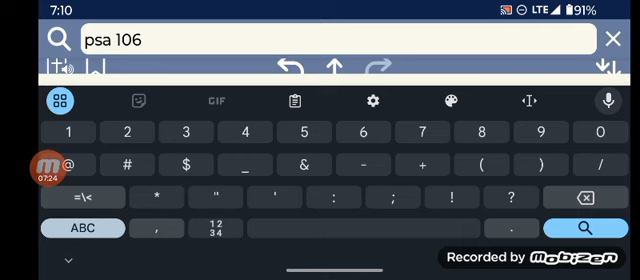 7:10 LTE 91%
psa 106
GIF
1 2 3 4 5 6 7 8 9 0
@ # $ _ & - + ( ) /
=\< * " ' : ; ! ?
ABC , 12 34 .
07:24
Recorded by mobizen